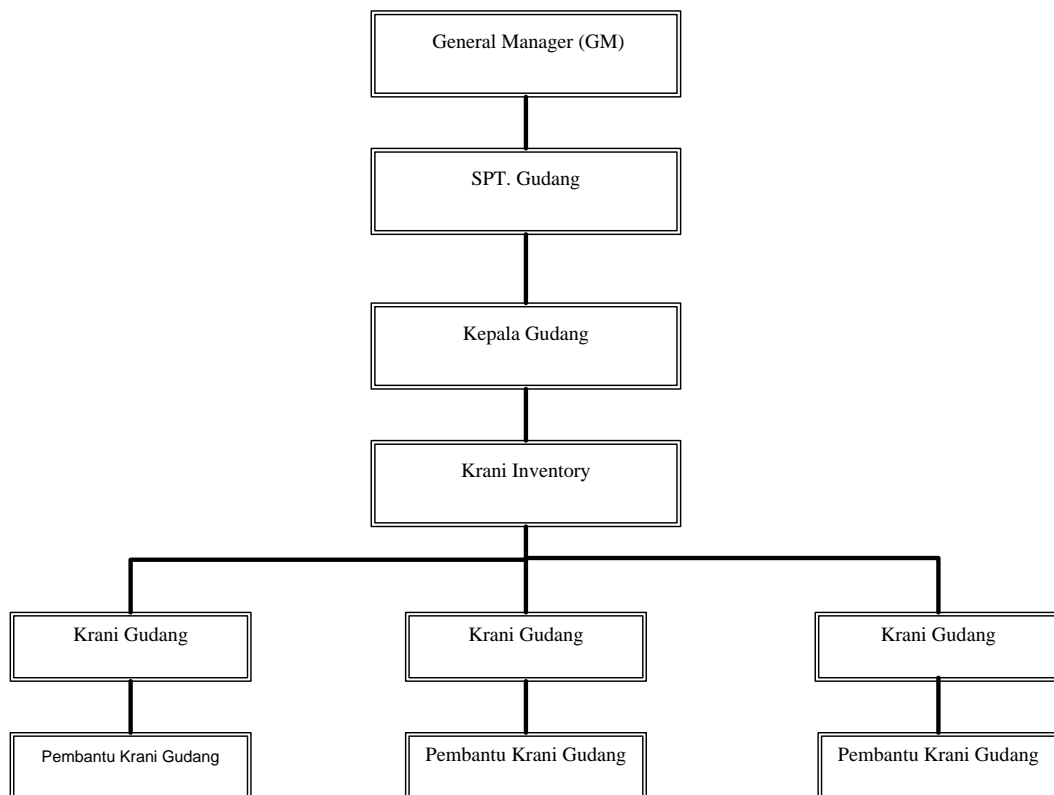 General Manager (GM)
SPT. Gudang
Kepala Gudang
Krani Inventory
Krani Gudang
Krani Gudang
Krani Gudang
Pembantu Krani Gudang
Pembantu Krani Gudang
Pembantu Krani Gudang